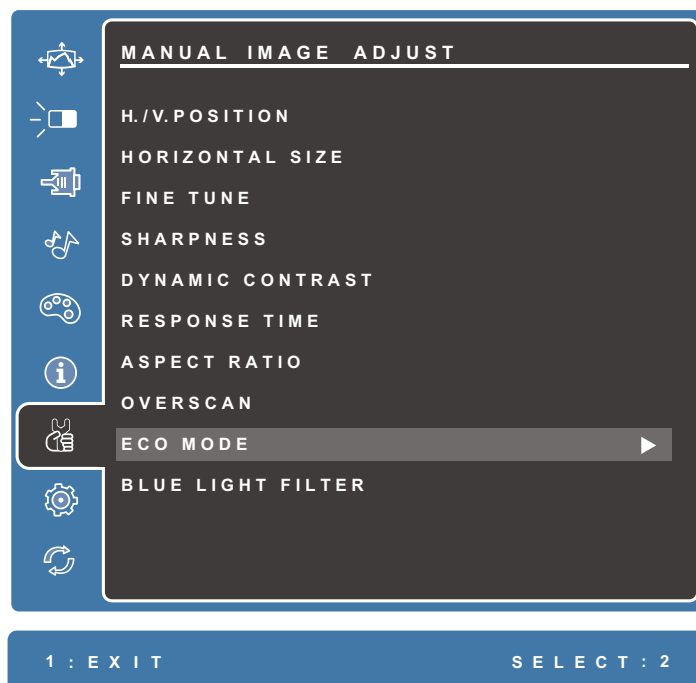 MANUAL IMAGE ADJUST
H./V.POSITION
HORIZONTAL SIZE
FINE TUNE
SHARPNESS
DYNAMIC CONTRAST
RESPONSE TIME
ASPECT RATIO
OVERSCAN
ECO MODE
BLUE LIGHT FILTER
1:EXIT SELECT:2